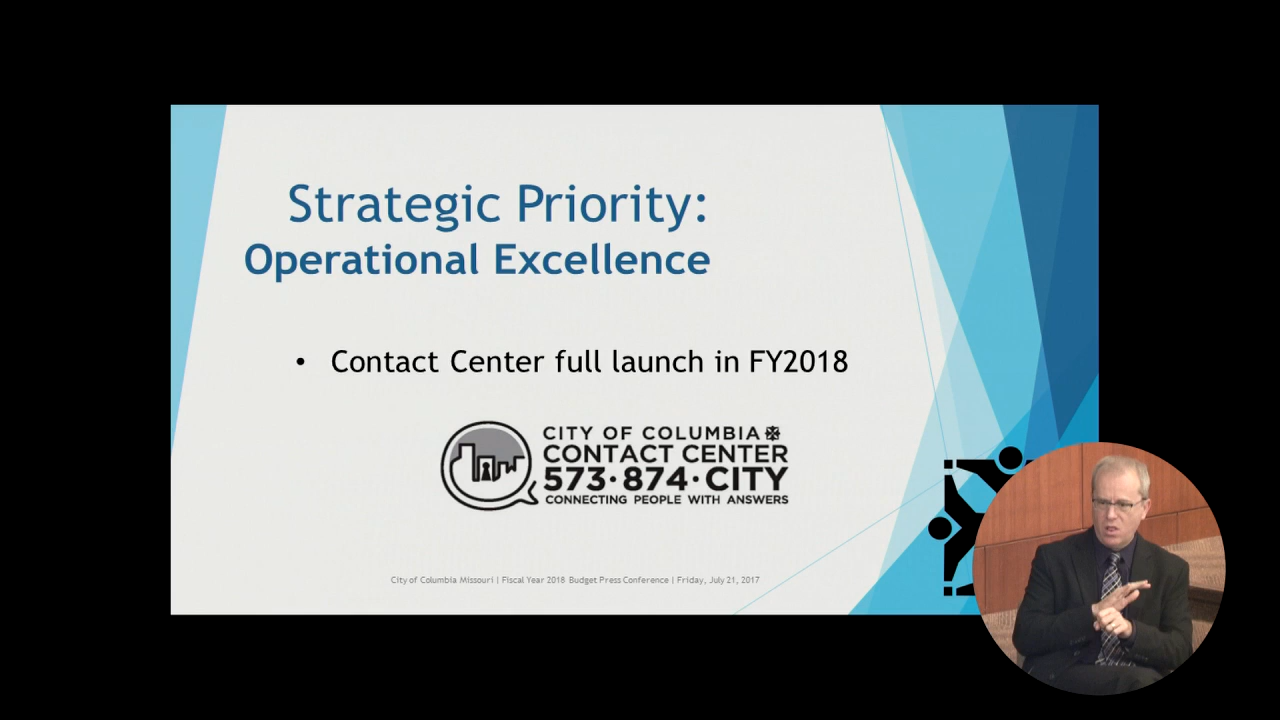 Strategic Priority:
Operational Excellence
• Contact Center full launch in FY2018
CITY OF COLUMBIA
CONTACT CENTER
573·874·CITY
CONNECTING PEOPLE WITH ANSWERS
City of Columbia Missouri | Fiscal Year 2018 Budget Press Conference | Friday, July 21, 2017